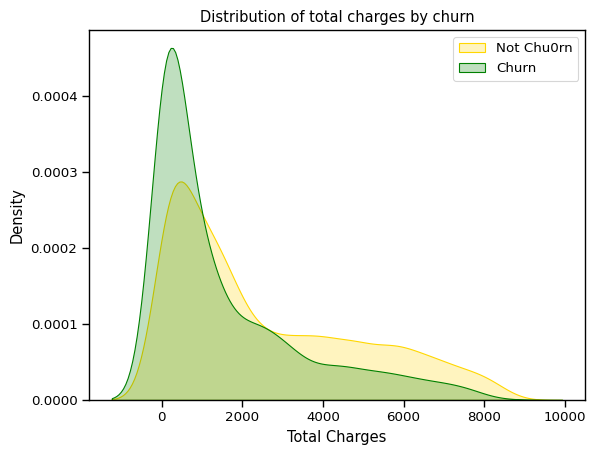 Distribution of total charges by churn
Not Chu0rn
Churn
Density
0.0004
0.0003
0.0002
0.0001
0.0000
0
2000
4000
6000
8000
10000
Total Charges